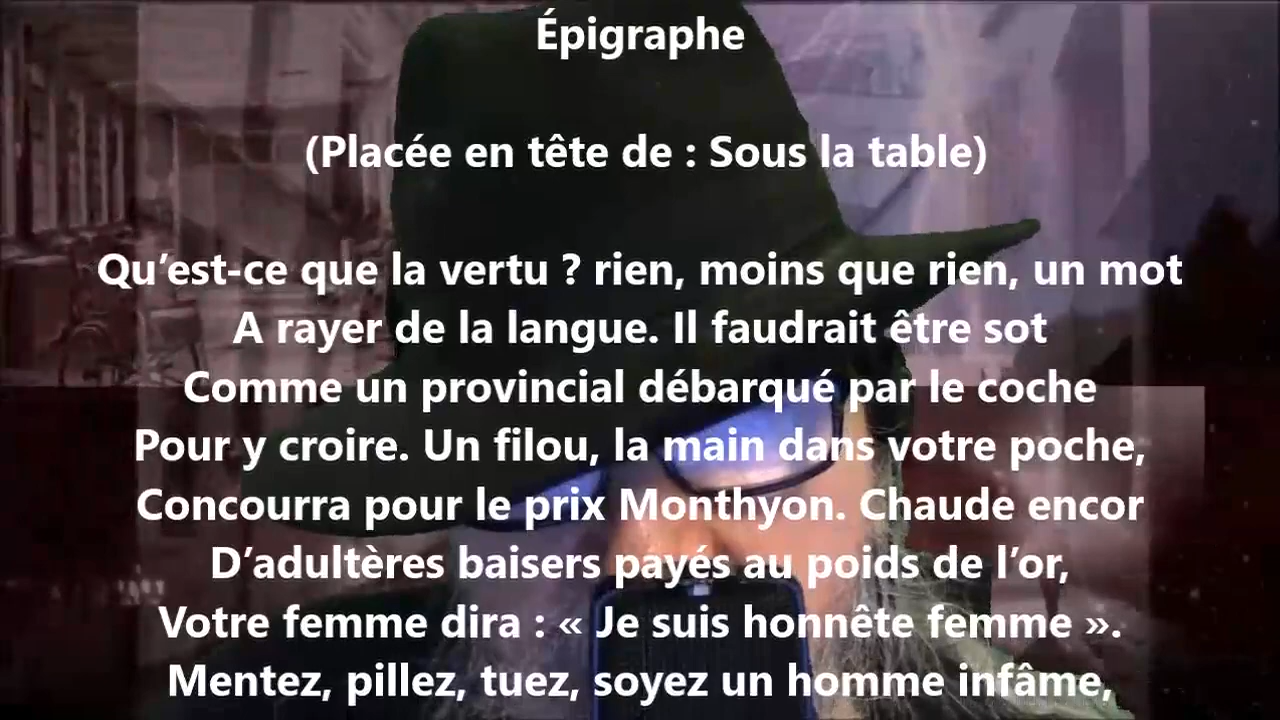 Épigraphe
(Placée en tête de : Sous la table)
Qu’est-ce que la vertu ? rien, moins que rien, un mot
A rayer de la langue. Il faudrait être sot
Comme un provincial débarqué par le coche
Pour y croire. Un filou, la main dans votre poche,
Concourra pour le prix Monthyon. Chaude encor
D’adultères baisers payés au poids de l’or,
Votre femme dira : « Je suis honnête femme ».
Mentez, pillez, tuez, soyez un homme infâme,